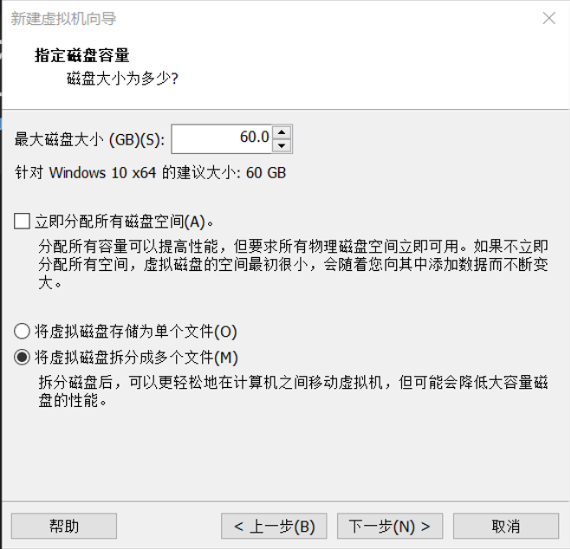 新建虚拟机向导
指定磁盘容量
磁盘大小为多少?
最大磁盘大小 (GB)(S): 60.0
针对 Windows 10 x64 的建议大小: 60 GB
立即分配所有磁盘空间(A)。
分配所有容量可以提高性能，但要求所有物理磁盘空间立即可用。如果不立即
分配所有空间，虚拟磁盘的空间最初很小，会随着您向其中添加数据而不断变
大。
将虚拟磁盘存储为单个文件(O)
将虚拟磁盘拆分成多个文件(M)
拆分磁盘后，可以更轻松地在计算机之间移动虚拟机，但可能会降低大容量磁
盘的性能。
帮助 < 上一步(B) 下一步(N) > 取消